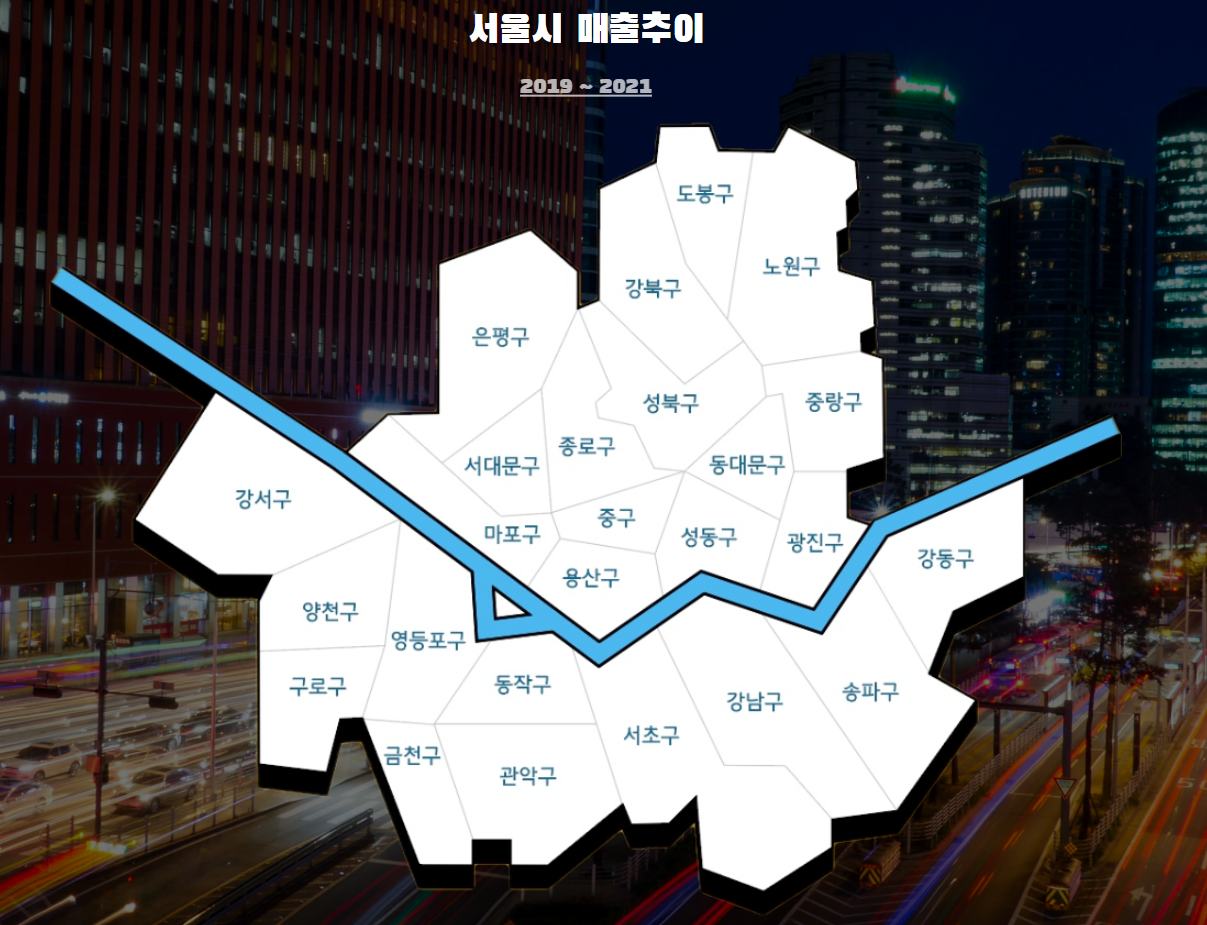 서울시 매출추이
2019 ~ 2021
도봉구
노원구
강북구
은평구
성북구
중랑구
종로구
서대문구
동대문구
강서구
중구
마포구
성동구
광진구
강동구
용산구
양천구
영등포구
구로구
동작구
송파구
강남구
서초구
금천구
관악구